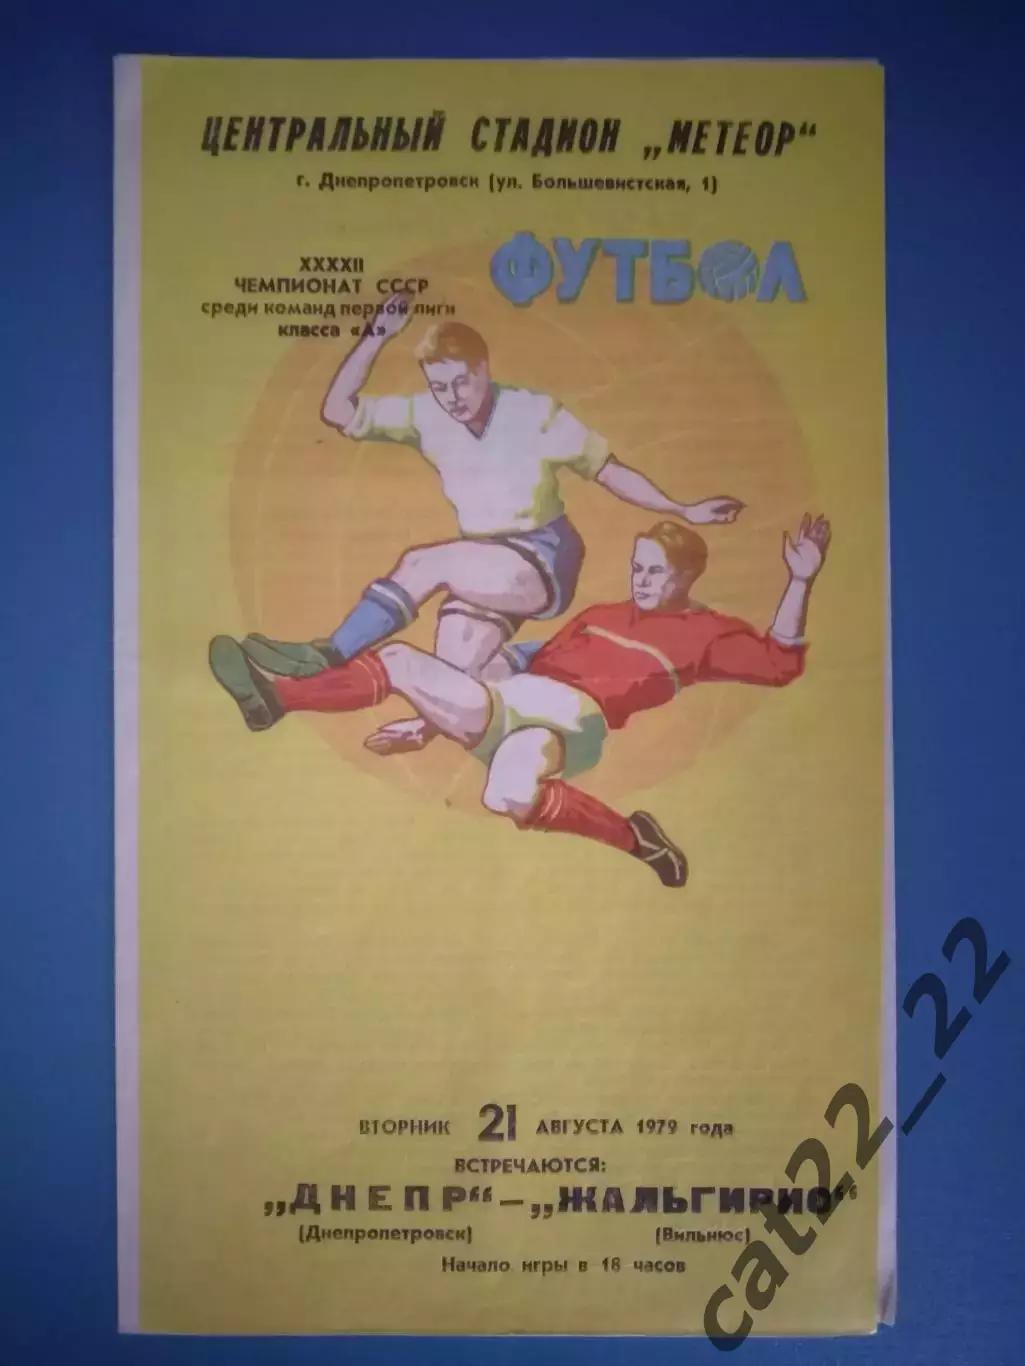 ЦЕНТРАЛЬНЫЙ СТАДИОН „МЕТЕОР“
г. Днепропетровск (ул. Большевистская, 1)
ФУТБОЛ
XXXXII
ЧЕМПИОНАТ СССР
среди команд первой лиги
класса «А»
ВТОРНИК 21 АВГУСТА 1979 года
ВСТРЕЧАЮТСЯ:
„ДНЕПР“ – „ЖАЛЬГИРИС“
(Днепропетровск) (Вильнюс)
Начало игры в 18 часов
cat22_22